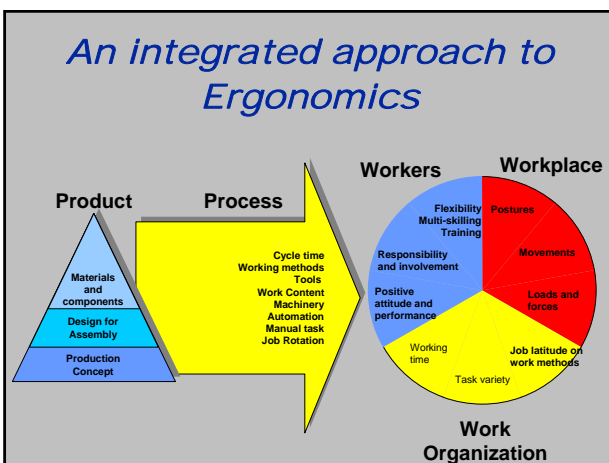 An integrated approach to
Ergonomics
Product
Materials
and
components
Design for
Assembly
Production
Concept
Process
Cycle time
Working methods
Tools
Work Content
Machinery
Automation
Manual task
Job Rotation
Workers
Flexibility
Multi-skilling
Training
Responsibility
and involvement
Positive
attitude and
performance
Workplace
Postures
Movements
Loads and
forces
Working
time
Task variety
Job latitude on
work methods
Work
Organization